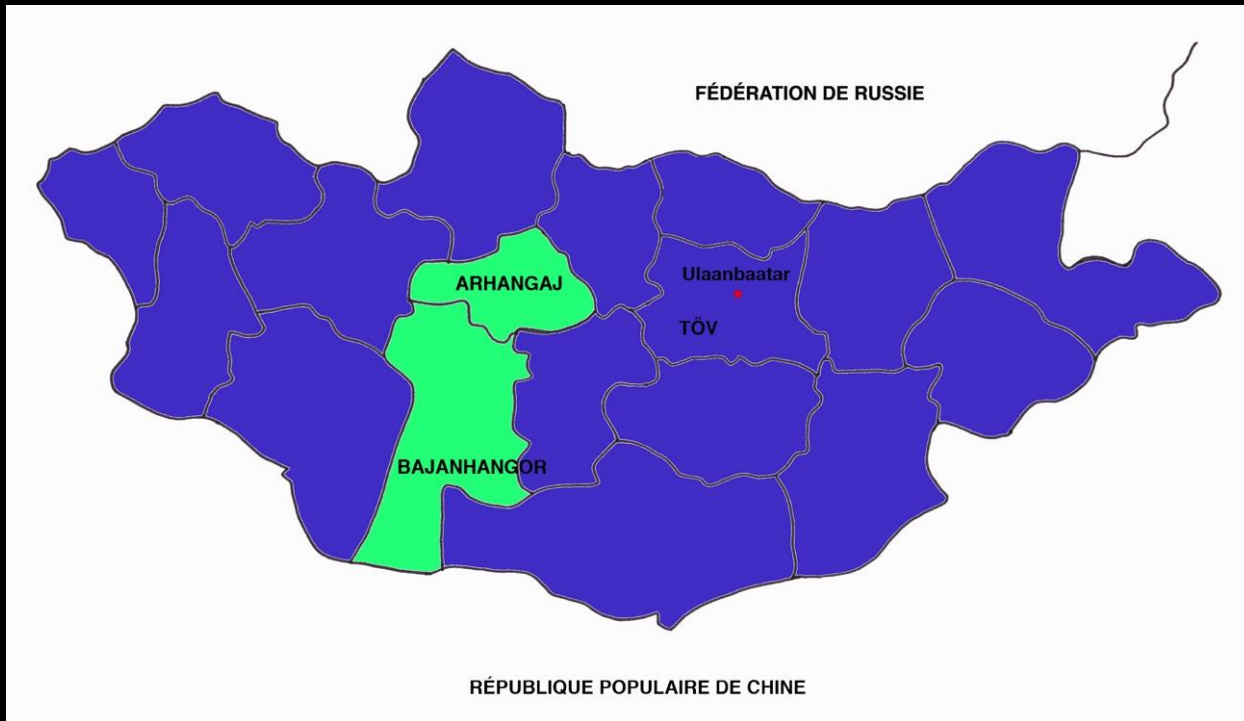 FÉDÉRATION DE RUSSIE
Ulaanbaatar
ARHANGAJ
TÖV
BAJANHANGOR
RÉPUBLIQUE POPULAIRE DE CHINE